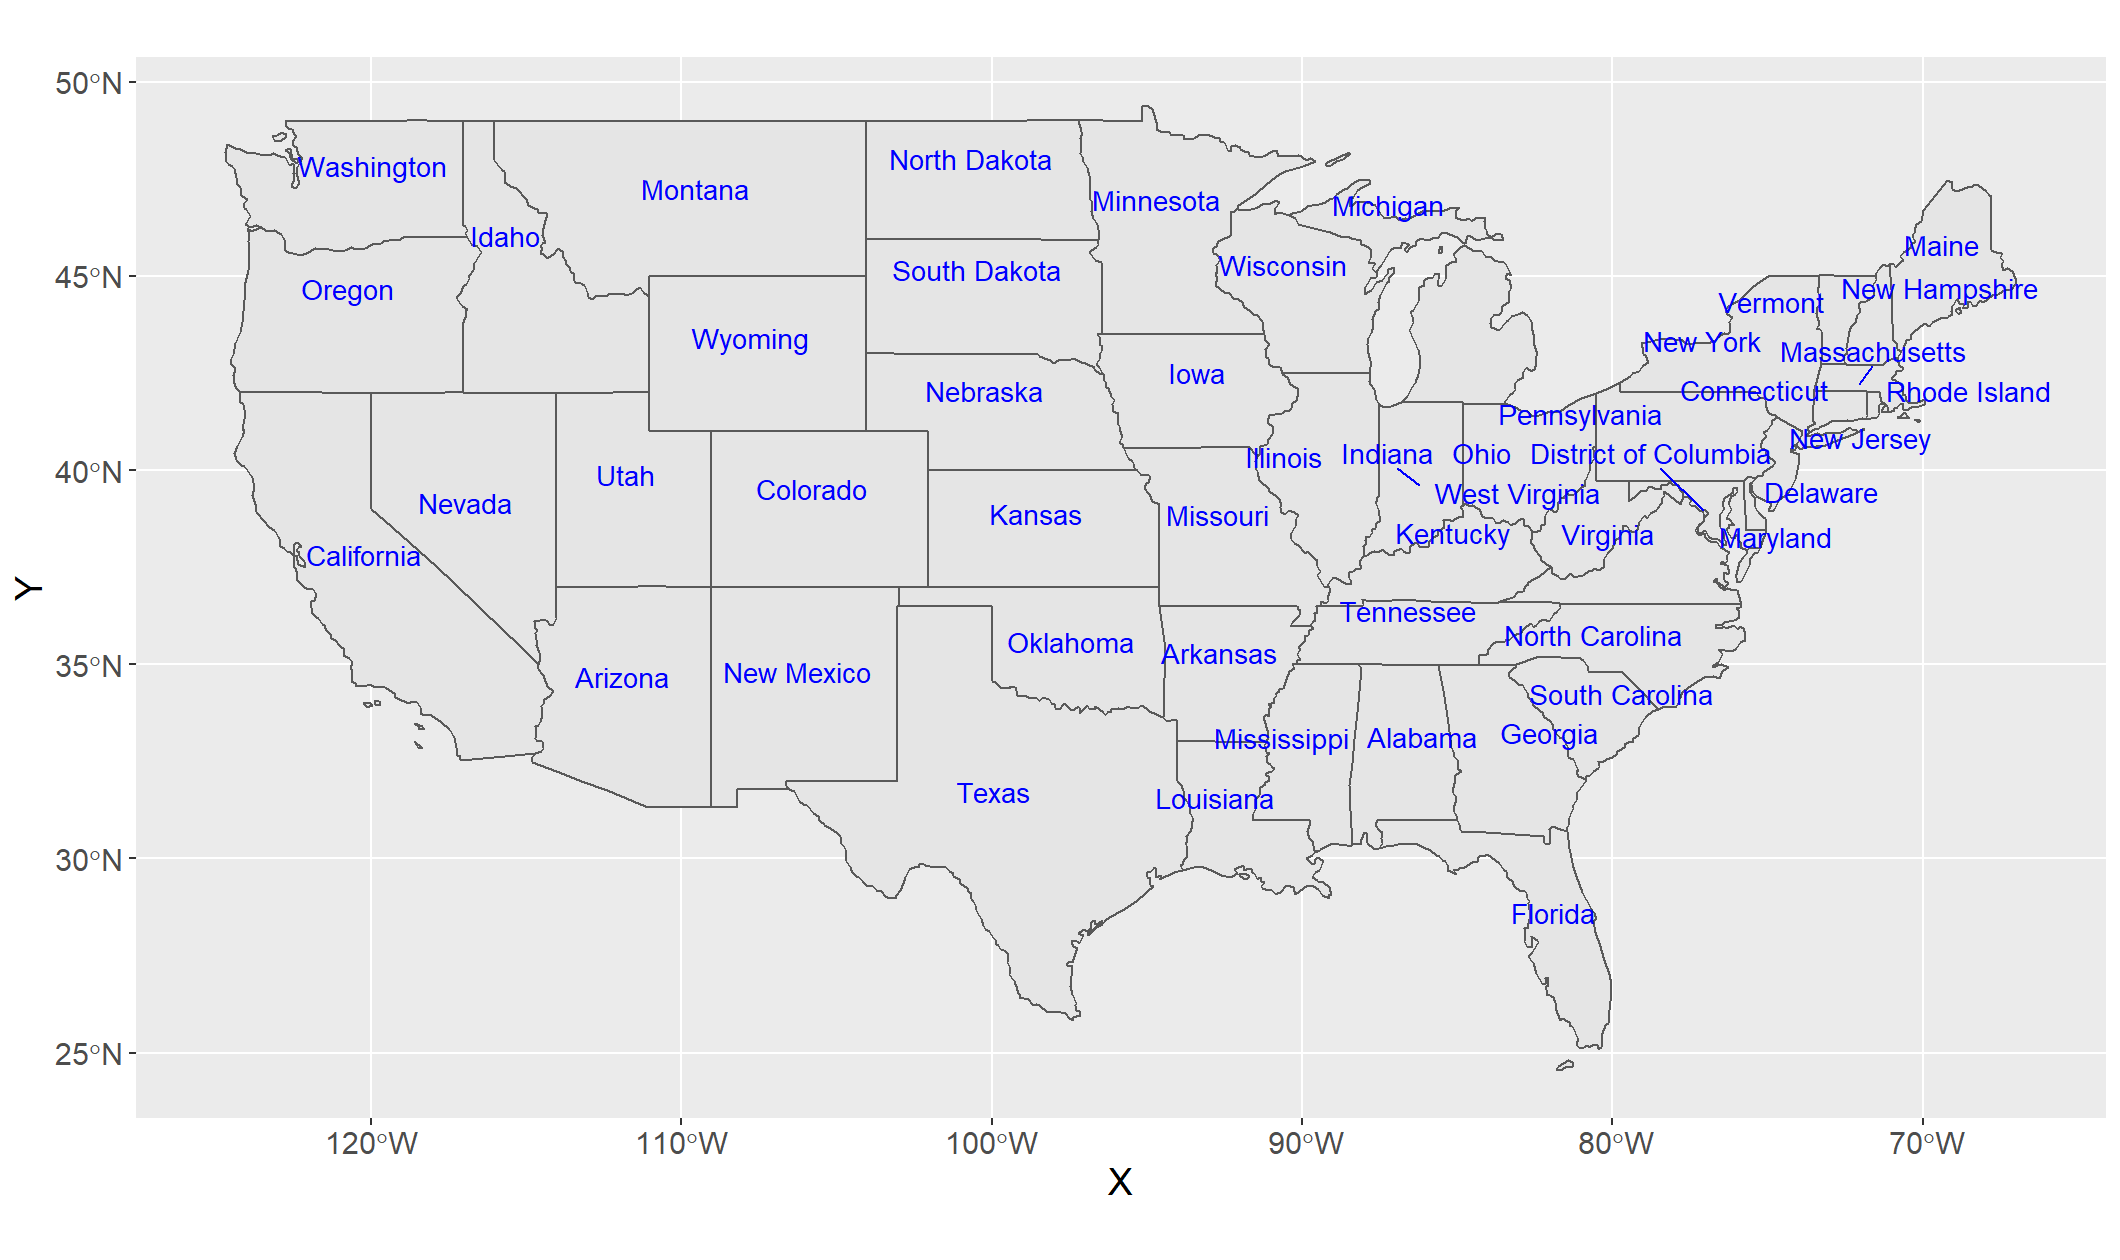 50°N
45°N
40°N
35°N
30°N
25°N
Y
Washington
North Dakota
Montana
Minnesota
Michigan
Idaho
Maine
Wisconsin
South Dakota
Oregon
New Hampshire
Vermont
Wyoming
New York
Massachusetts
Iowa
Nebraska
Connecticut
Rhode Island
Pennsylvania
New Jersey
Illinois
Indiana
Ohio
District of Columbia
Utah
Colorado
West Virginia
Delaware
Nevada
Kansas
Missouri
Kentucky
Virginia
Maryland
California
Tennessee
North Carolina
Oklahoma
Arkansas
New Mexico
Arizona
South Carolina
Georgia
Mississippi
Alabama
Texas
Louisiana
Florida
120°W
110°W
100°W
90°W
80°W
70°W
X